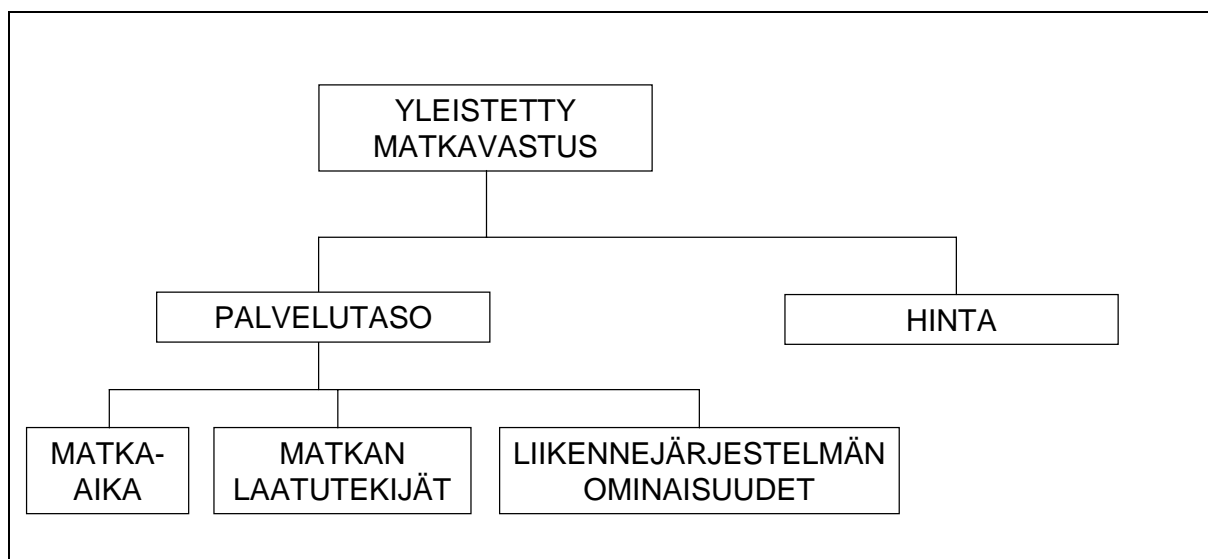 YLEISTETTY
MATKAVASTUS
PALVELUTASO
HINTA
MATKA-
AIKA
MATKAN
LAATUTEKIJÄT
LIIKENNEJÄRJESTELMÄN
OMINAISUUDET